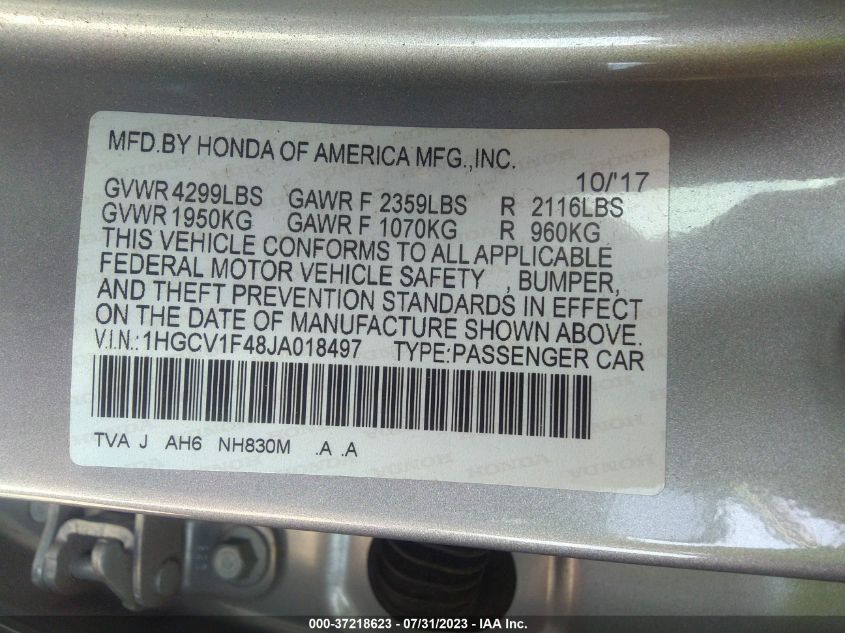 MFD.BY HONDA OF AMERICA MFG.,INC.
10/'17
GVWR 4299LBS GAWR F 2359LBS R 2116LBS
GVWR 1950KG GAWR F 1070KG R 960KG
THIS VEHICLE CONFORMS TO ALL APPLICABLE
FEDERAL MOTOR VEHICLE SAFETY , BUMPER,
AND THEFT PREVENTION STANDARDS IN EFFECT
ON THE DATE OF MANUFACTURE SHOWN ABOVE.
V.I.N.:1HGCV1F48JA018497 TYPE:PASSENGER CAR
TVA J AH6 NH830M .A .A
000-37218623 - 07/31/2023 - IAA Inc.